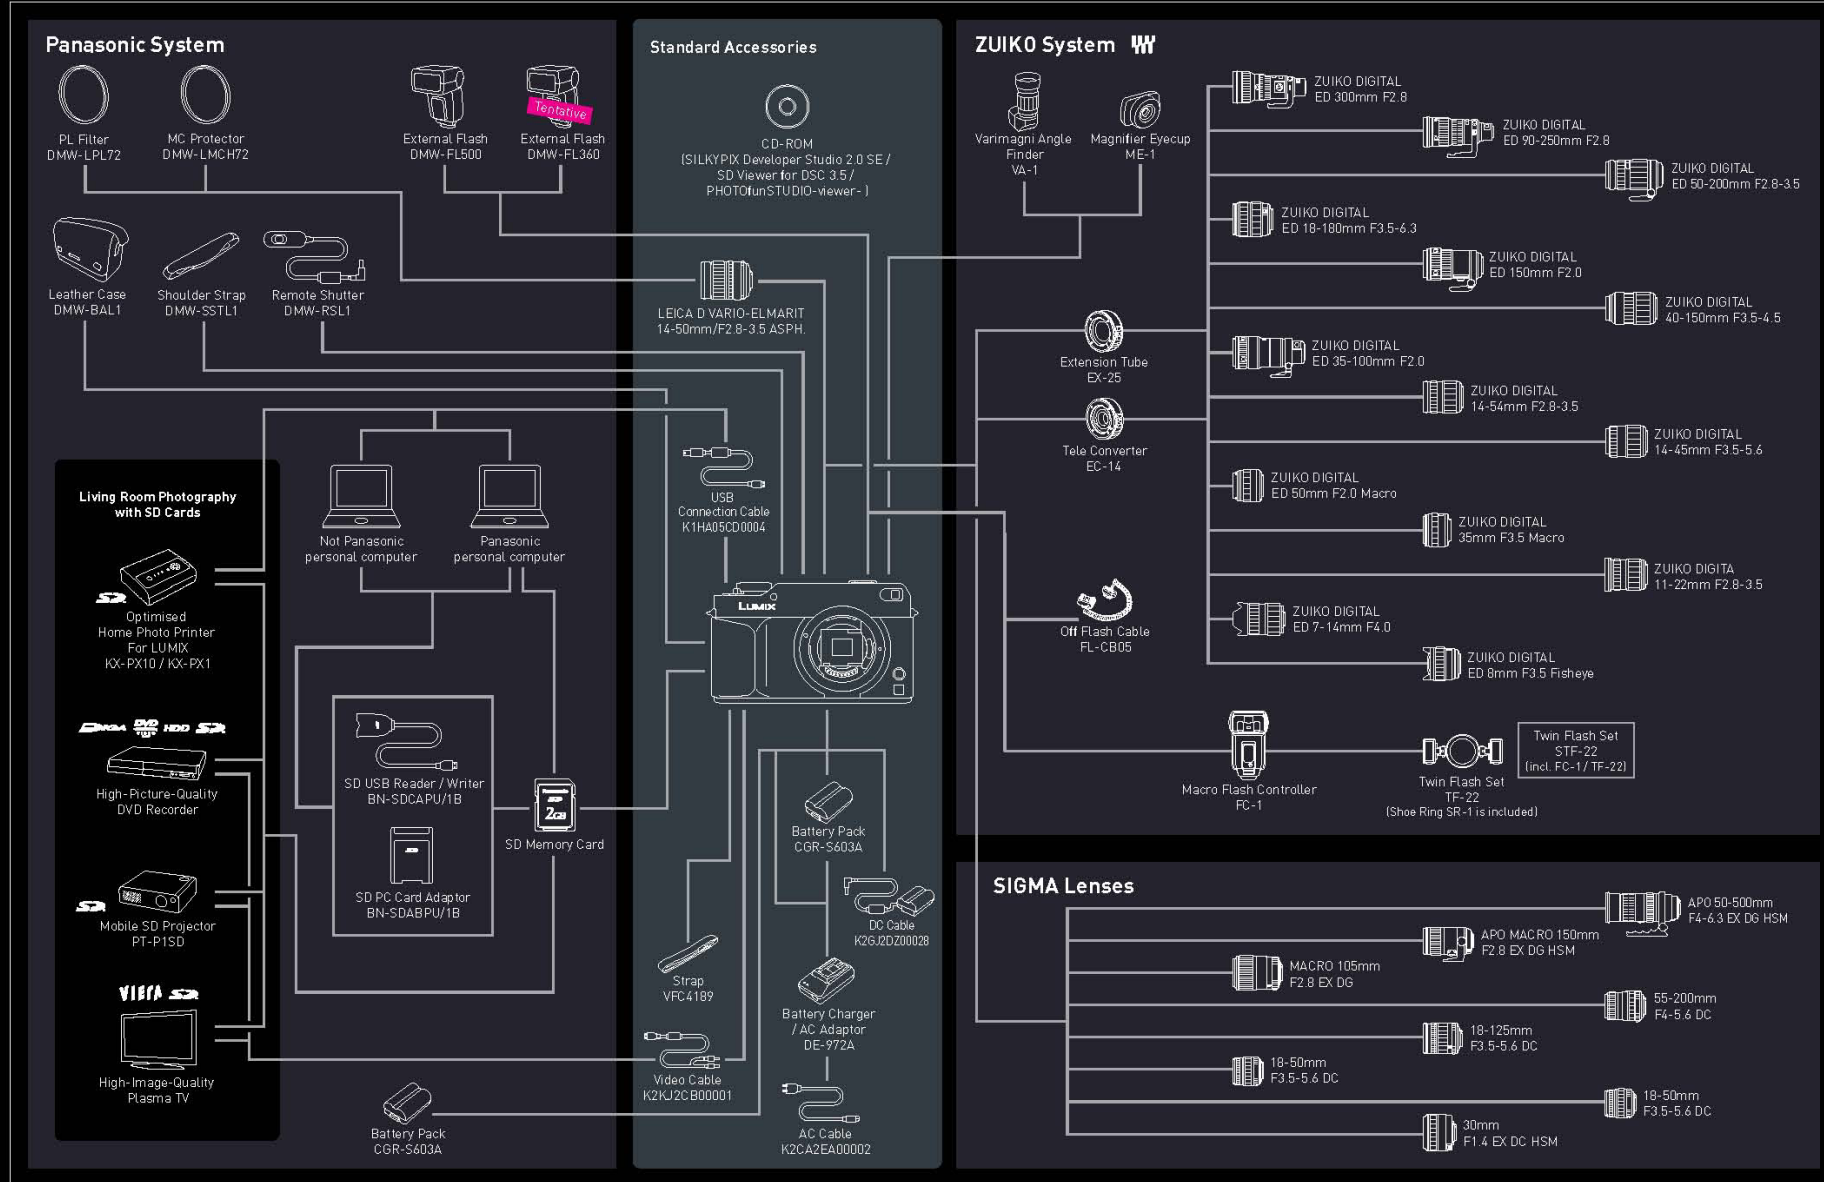 Panasonic System
PL Filter
DMW-LPL72
MC Protector
DMW-LMCH72
External Flash
DMW-FL500
Tentative
External Flash
DMW-FL360
Leather Case
DMW-BAL1
Shoulder Strap
DMW-SSTL1
Remote Shutter
DMW-RSL1
Not Panasonic
personal computer
Panasonic
personal computer
Living Room Photography
with SD Cards
SD
Optimised
Home Photo Printer
For LUMIX
KX-PX10 / KX-PX1
DIGA DVD VIDEO HDD SD
High-Picture-Quality
DVD Recorder
SD
Mobile SD Projector
PT-P1SD
VIERA SD
High-Image-Quality
Plasma TV
SD USB Reader / Writer
BN-SDCAPU/1B
SD PC Card Adaptor
BN-SDABPU/1B
Panasonic
SD
2GB
SD Memory Card
Battery Pack
CGR-S603A
Standard Accessories
CD-ROM
(SILKYPIX Developer Studio 2.0 SE /
SD Viewer for DSC 3.5 /
PHOTOfunSTUDIO-viewer- )
LEICA D VARIO-ELMARIT
14-50mm/F2.8-3.5 ASPH.
USB
Connection Cable
K1HA05CD0004
LUMIX
Battery Pack
CGR-S603A
DC Cable
K2GJ2DZ00028
Strap
VFC4189
Battery Charger
/ AC Adaptor
DE-972A
Video Cable
K2KJ2CB00001
AC Cable
K2CA2EA00002
ZUIKO System
Varimagni Angle
Finder
VA-1
Magnifier Eyecup
ME-1
ZUIKO DIGITAL
ED 300mm F2.8
ZUIKO DIGITAL
ED 90-250mm F2.8
ZUIKO DIGITAL
ED 50-200mm F2.8-3.5
ZUIKO DIGITAL
ED 18-180mm F3.5-6.3
ZUIKO DIGITAL
ED 150mm F2.0
ZUIKO DIGITAL
40-150mm F3.5-4.5
Extension Tube
EX-25
ZUIKO DIGITAL
ED 35-100mm F2.0
ZUIKO DIGITAL
14-54mm F2.8-3.5
Tele Converter
EC-14
ZUIKO DIGITAL
14-45mm F3.5-5.6
ZUIKO DIGITAL
ED 50mm F2.0 Macro
ZUIKO DIGITAL
35mm F3.5 Macro
ZUIKO DIGITA
11-22mm F2.8-3.5
Off Flash Cable
FL-CB05
ZUIKO DIGITAL
ED 7-14mm F4.0
ZUIKO DIGITAL
ED 8mm F3.5 Fisheye
Macro Flash Controller
FC-1
Twin Flash Set
TF-22
(Shoe Ring SR-1 is included)
Twin Flash Set
STF-22
(incl. FC-1 / TF-22)
SIGMA Lenses
APO 50-500mm
F4-6.3 EX DG HSM
APO MACRO 150mm
F2.8 EX DG HSM
MACRO 105mm
F2.8 EX DG
55-200mm
F4-5.6 DC
18-125mm
F3.5-5.6 DC
18-50mm
F3.5-5.6 DC
18-50mm
F3.5-5.6 DC
30mm
F1.4 EX DC HSM